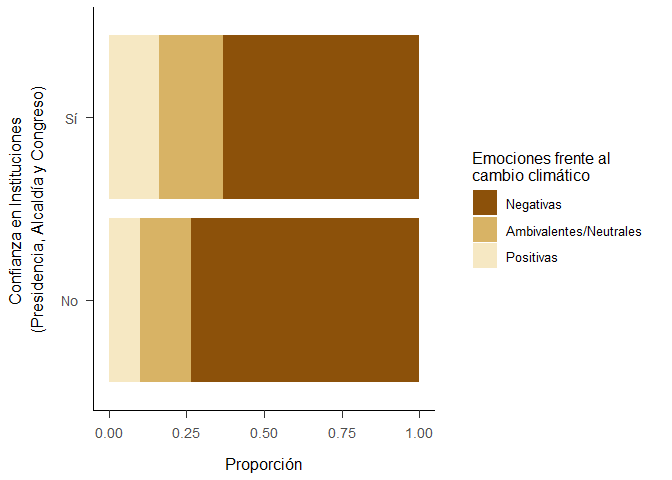 Confianza en Instituciones
(Presidencia, Alcaldía y Congreso)
Sí
No
0.00
0.25
0.50
0.75
1.00
Proporción
Emociones frente al
cambio climático
Negativas
Ambivalentes/Neutrales
Positivas